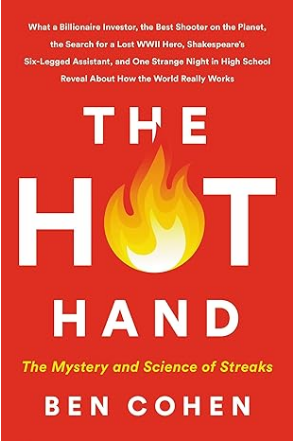 What a Billionaire Investor, the Best Shooter on the Planet,
the Search for a Lost WWII Hero, Shakespeare's
Six-Legged Assistant, and One Strange Night in High School
Reveal About How the World Really Works
THE
HOT
HAND
The Mystery and Science of Streaks
BEN COHEN